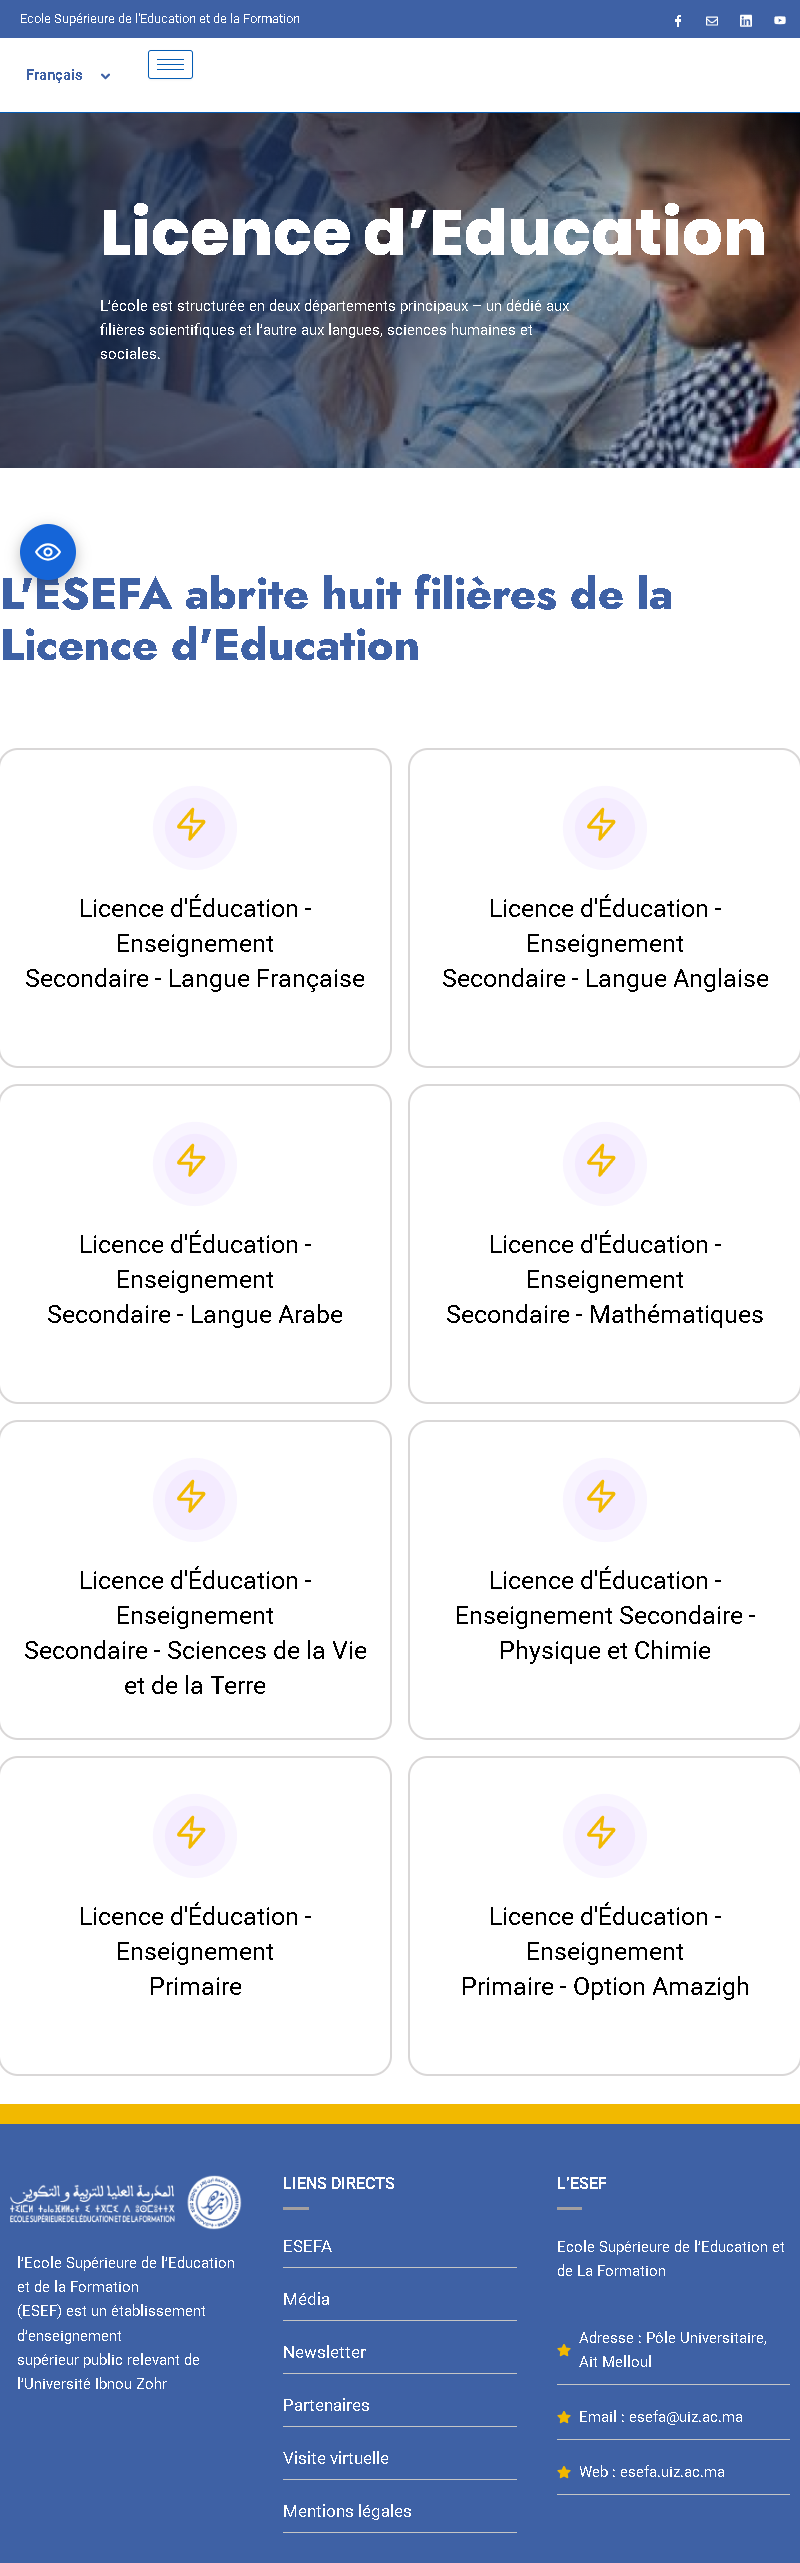 Ecole Supérieure de l'Education et de la Formation
Français
Licence d’Education
L’école est structurée en deux départements principaux – un dédié aux
filières scientifiques et l’autre aux langues, sciences humaines et
sociales.
L'ESEFA abrite huit filières de la
Licence d'Education
Licence d'Éducation -
Enseignement
Secondaire - Langue Française
Licence d'Éducation -
Enseignement
Secondaire - Langue Anglaise
Licence d'Éducation -
Enseignement
Secondaire - Langue Arabe
Licence d'Éducation -
Enseignement
Secondaire - Mathématiques
Licence d'Éducation -
Enseignement
Secondaire - Sciences de la Vie
et de la Terre
Licence d'Éducation -
Enseignement Secondaire -
Physique et Chimie
Licence d'Éducation -
Enseignement
Primaire
Licence d'Éducation -
Enseignement
Primaire - Option Amazigh
المدرسة العليا للتربية و التكوين
ECOLE SUPÉRIEURE DE L'ÉDUCATION ET DE LA FORMATION
l’Ecole Supérieure de l’Education
et de la Formation
(ESEF) est un établissement
d’enseignement
supérieur public relevant de
l’Université Ibnou Zohr
LIENS DIRECTS
ESEFA
Média
Newsletter
Partenaires
Visite virtuelle
Mentions légales
L’ESEF
Ecole Supérieure de l’Education et
de La Formation
Adresse : Pôle Universitaire,
Ait Melloul
Email : esefa@uiz.ac.ma
Web : esefa.uiz.ac.ma